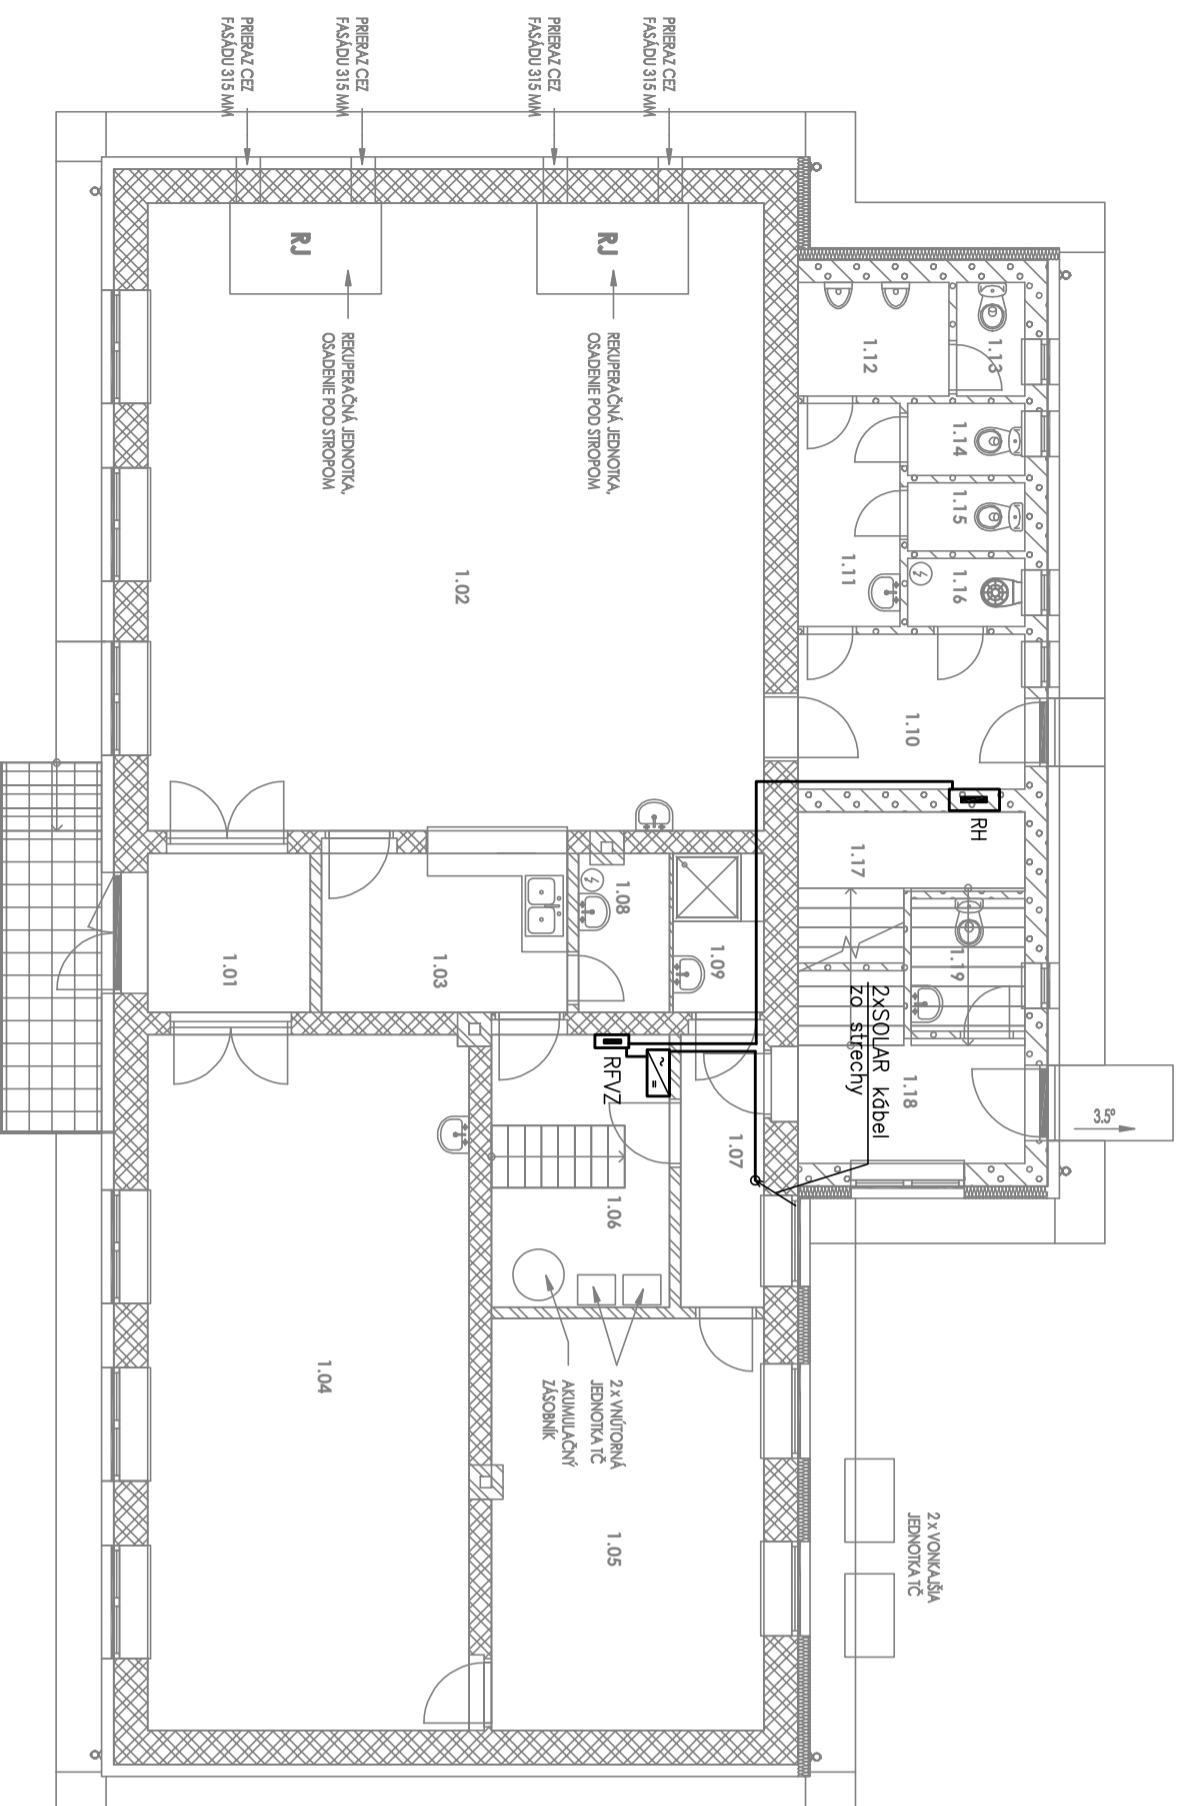 PRIERAZ CEZ
FASÁDU 315 MM
PRIERAZ CEZ
FASÁDU 315 MM
PRIERAZ CEZ
FASÁDU 315 MM
PRIERAZ CEZ
FASÁDU 315 MM
RJ
REKUPERAČNÁ JEDNOTKA,
OSADENIE POD STROPOM
RJ
REKUPERAČNÁ JEDNOTKA,
OSADENIE POD STROPOM
1.13
1.12
1.14
1.15
1.16
1.11
1.02
1.10
RH
1.17
1.19
1.18
3.5°
2xSOLAR kábel
zo strechy
1.08
1.09
1.03
1.01
RFVZ
~
=
1.07
1.06
2 x VNÚTORNÁ
JEDNOTKA TČ
AKUMULAČNÝ
ZÁSOBNÍK
1.04
1.05
2 x VONKAJŠIA
JEDNOTKA TČ